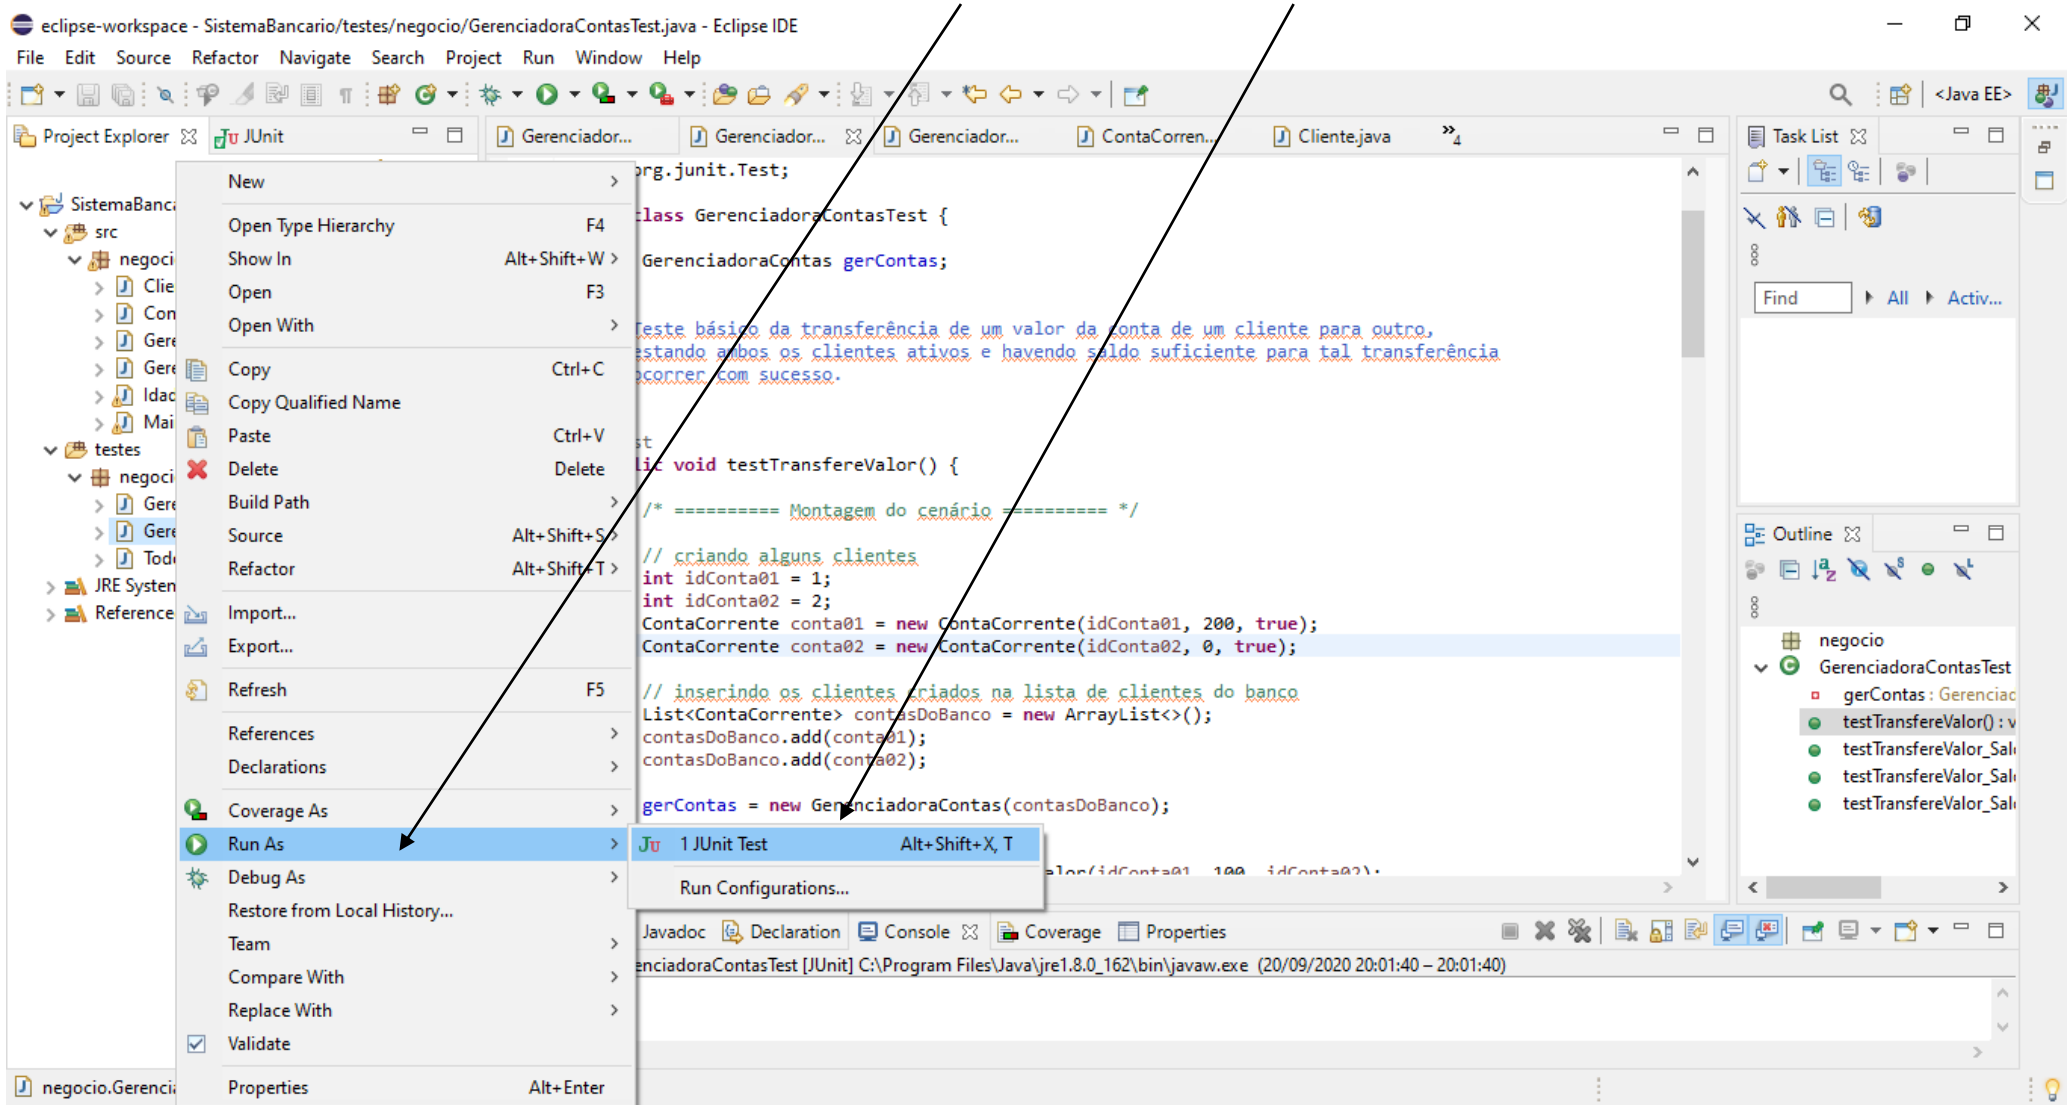 eclipse-workspace - SistemaBancario/testes/negocio/GerenciadoraContasTest.java - Eclipse IDE
File Edit Source Refactor Navigate Search Project Run Window Help
<Java EE>
Project Explorer JUnit
Gerenciador... Gerenciador... Gerenciador... ContaCorren... Cliente.java »4
Task List
SistemaBanca
src
negoci
Clie
Con
Gere
Gere
Idad
Mai
testes
negoci
Gere
Gere
Tod
JRE System
Reference
New
Open Type Hierarchy F4
Show In Alt+Shift+W >
Open F3
Open With
Copy Ctrl+C
Copy Qualified Name
Paste Ctrl+V
Delete Delete
Build Path
Source Alt+Shift+S >
Refactor Alt+Shift+T >
Import...
Export...
Refresh F5
References
Declarations
Coverage As
Run As
Debug As
Restore from Local History...
Team
Compare With
Replace With
Validate
Properties Alt+Enter
1 JUnit Test Alt+Shift+X, T
Run Configurations...
org.junit.Test;
class GerenciadoraContasTest {
GerenciadoraContas gerContas;
Teste básico da transferência de um valor da conta de um cliente para outro,
estando ambos os clientes ativos e havendo saldo suficiente para tal transferência
ocorrer com sucesso.
st
lic void testTransfereValor() {
/* ========== Montagem do cenário ========== */
// criando alguns clientes
int idConta01 = 1;
int idConta02 = 2;
ContaCorrente conta01 = new ContaCorrente(idConta01, 200, true);
ContaCorrente conta02 = new ContaCorrente(idConta02, 0, true);
// inserindo os clientes criados na lista de clientes do banco
List<ContaCorrente> contasDoBanco = new ArrayList<>();
contasDoBanco.add(conta01);
contasDoBanco.add(conta02);
gerContas = new GerenciadoraContas(contasDoBanco);
alor(idConta01, 100, idConta02);
Find All Activ...
Outline
negocio
GerenciadoraContasTest
gerContas : Gerenciad
testTransfereValor() : v
testTransfereValor_Sal
testTransfereValor_Sal
testTransfereValor_Sal
Javadoc Declaration Console Coverage Properties
enciadoraContasTest [JUnit] C:\Program Files\Java\jre1.8.0_162\bin\javaw.exe (20/09/2020 20:01:40 – 20:01:40)
negocio.Gerenci